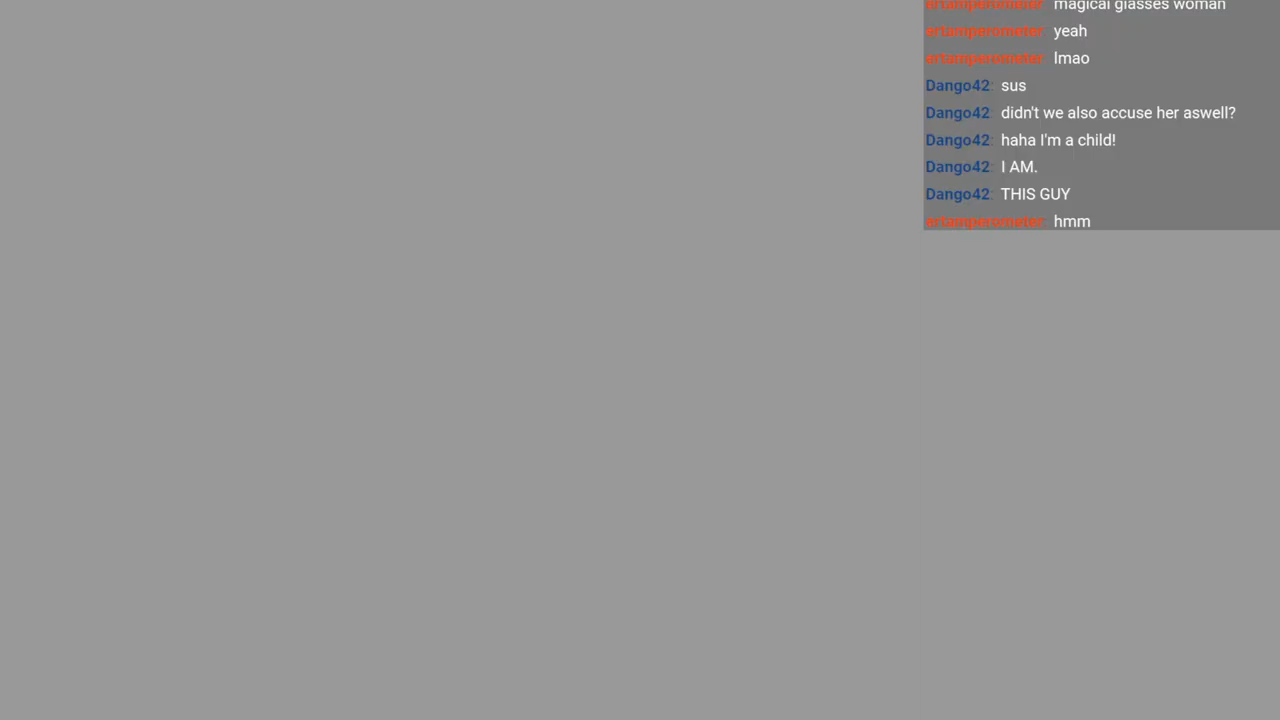 artamperometer: magical glasses woman
artamperometer: yeah
artamperometer: lmao
Dango42: sus
Dango42: didn't we also accuse her aswell?
Dango42: haha I'm a child!
Dango42: I AM.
Dango42: THIS GUY
artamperometer: hmm